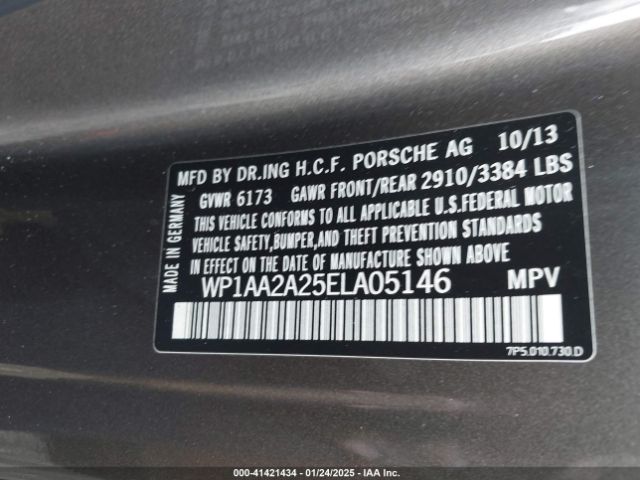 MFD BY DR.ING H.C.F. PORSCHE AG 10/13
GVWR 6173 GAWR FRONT/REAR 2910/3384 LBS
THIS VEHICLE CONFORMS TO ALL APPLICABLE U.S.FEDERAL MOTOR
VEHICLE SAFETY,BUMPER,AND THEFT PREVENTION STANDARDS
IN EFFECT ON THE DATE OF MANUFACTURE SHOWN ABOVE
WP1AA2A25ELA05146 MPV
MADE IN GERMANY
7P5.010.730.D
000-41421434 - 01/24/2025 - IAA Inc.